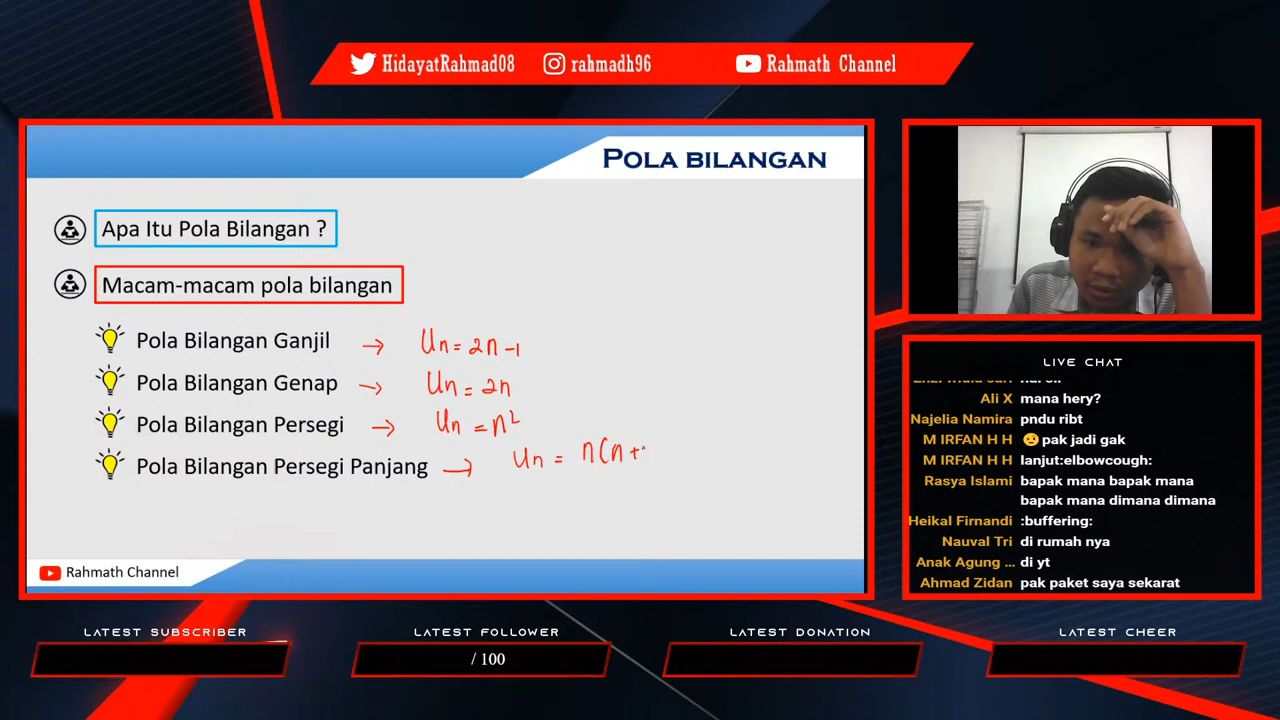 HidayatRahmad08 rahmadh96 Rahmath Channel
POLA BILANGAN
Apa Itu Pola Bilangan ?
Macam-macam pola bilangan
Pola Bilangan Ganjil → Un = 2n -1
Pola Bilangan Genap → Un = 2n
Pola Bilangan Persegi → Un = n²
Pola Bilangan Persegi Panjang → Un = n(n +
Rahmath Channel
LIVE CHAT
Ali X mana hery?
Najelia Namira pndu ribt
M IRFAN H H 😥pak jadi gak
M IRFAN H H lanjut:elbowcough:
Rasya Islami bapak mana bapak mana
bapak mana dimana dimana
Heikal Firnandi :buffering:
Nauval Tri di rumah nya
Anak Agung ... di yt
Ahmad Zidan pak paket saya sekarat
LATEST SUBSCRIBER LATEST FOLLOWER LATEST DONATION LATEST CHEER
/ 100